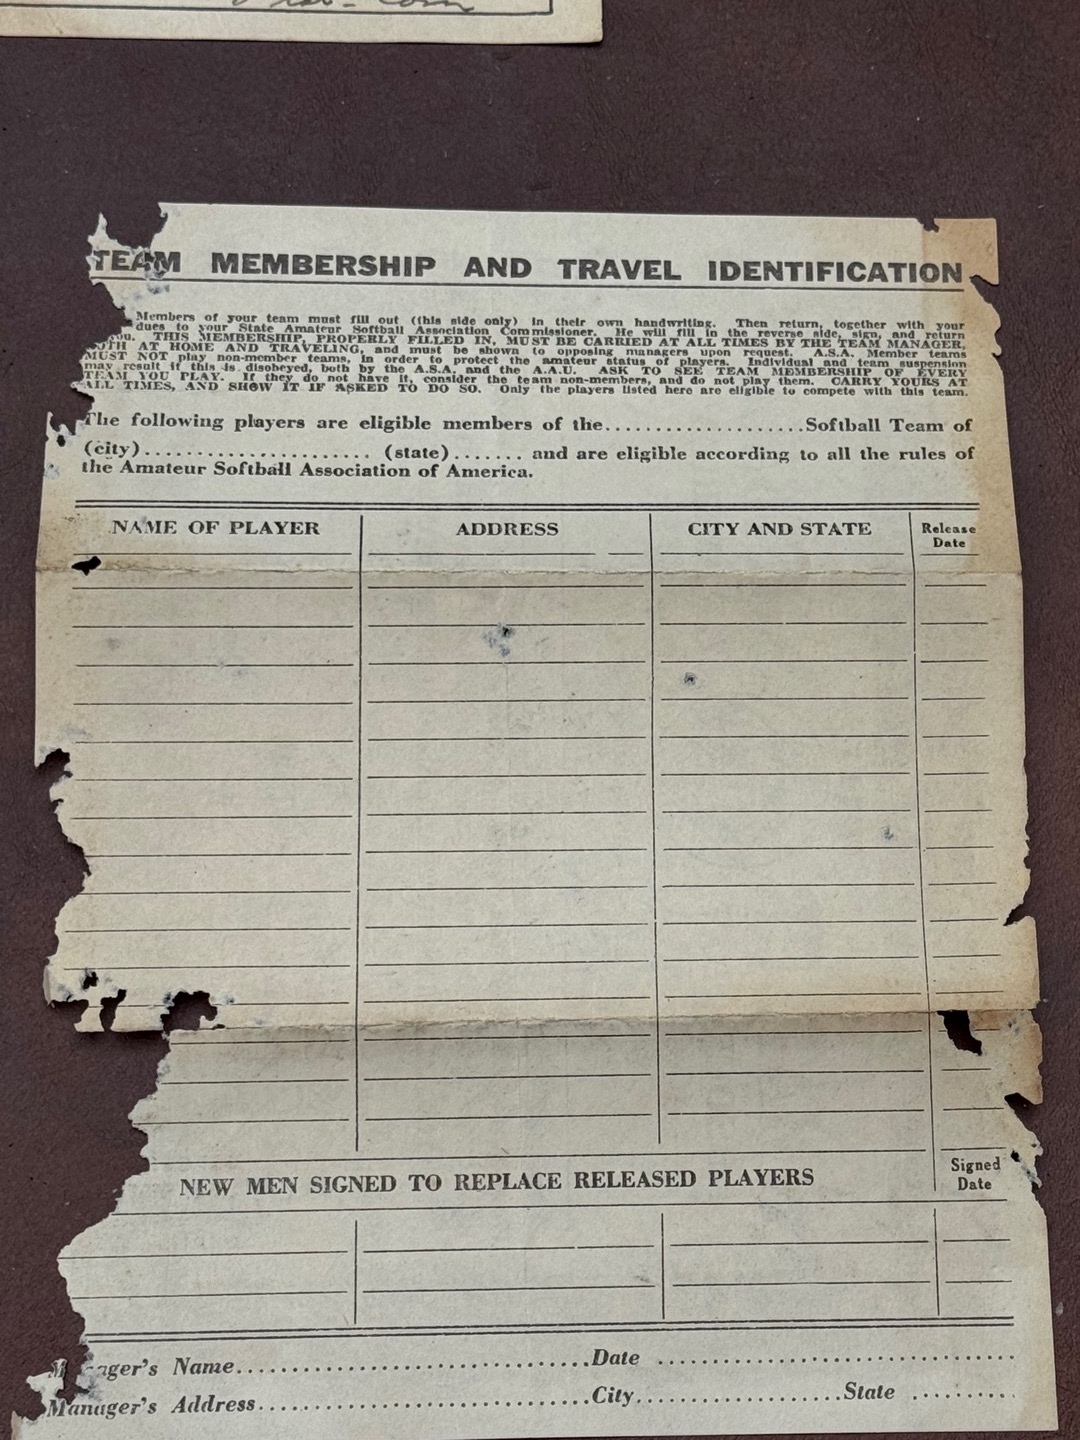 TEAM MEMBERSHIP AND TRAVEL IDENTIFICATION
Members of your team must fill out (this side only) in their own handwriting. Then return, together with your
dues to your State Amateur Softball Association Commissioner. He will fill in the reverse side, sign, and return
you. THIS MEMBERSHIP, PROPERLY FILLED IN, MUST BE CARRIED AT ALL TIMES BY THE TEAM MANAGER,
BOTH AT HOME AND TRAVELING, and must be shown to opposing managers upon request. A.S.A. Member teams
MUST NOT play non-member teams, in order to protect the amateur status of players. Individual and team suspension
may result if this is disobeyed, both by the A.S.A. and the A.A.U. ASK TO SEE TEAM MEMBERSHIP OF EVERY
TEAM YOU PLAY. If they do not have it, consider the team non-members, and do not play them. CARRY YOURS AT
ALL TIMES, AND SHOW IT IF ASKED TO DO SO. Only the players listed here are eligible to compete with this team.
The following players are eligible members of the...................Softball Team of
(city)...................... (state)....... and are eligible according to all the rules of
the Amateur Softball Association of America.
NAME OF PLAYER ADDRESS CITY AND STATE Release
Date
NEW MEN SIGNED TO REPLACE RELEASED PLAYERS Signed
Date
Manager's Name.................................Date .................................
Manager's Address...............................City...................State ..........